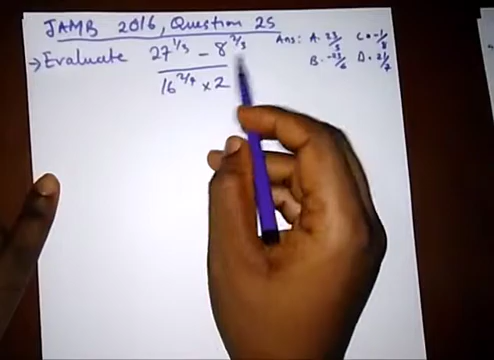 JAMB 2016, Question 25
→Evaluate 27^1/3 - 8^2/3
16^2/4 x 2
Ans: A. 23/5 C. -1/8
B. -23/6 D. 21/7